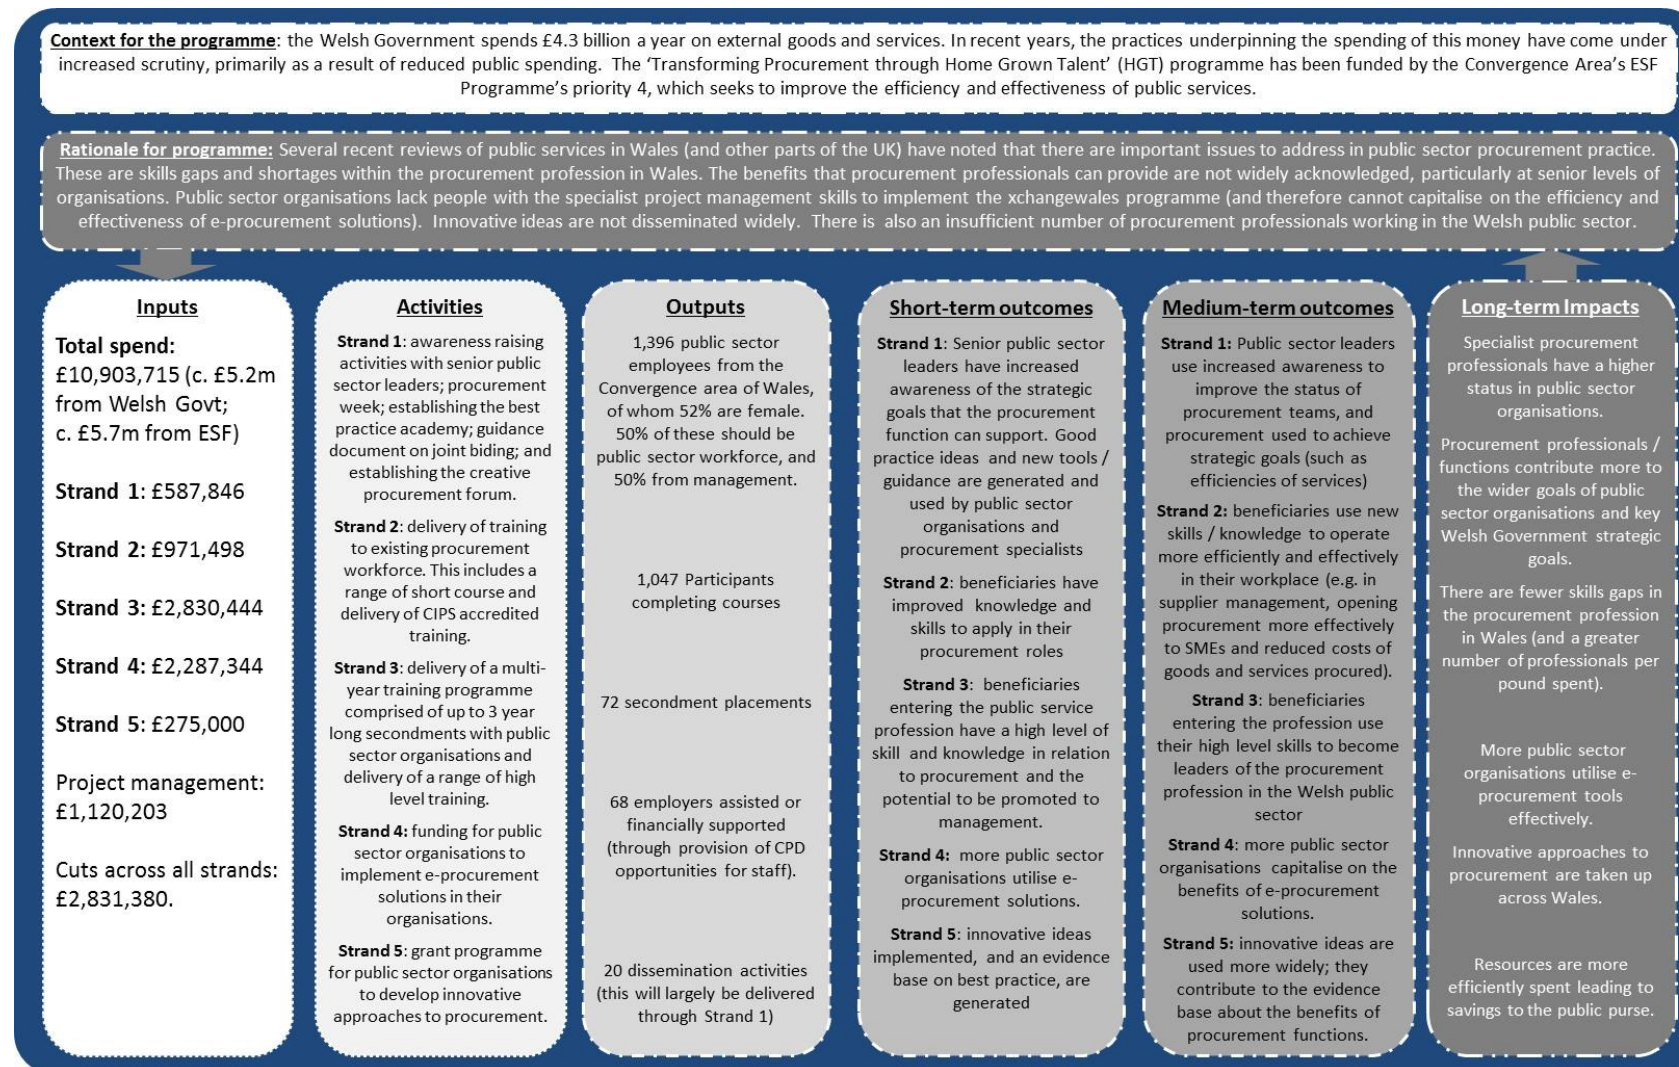 Context for the programme: the Welsh Government spends £4.3 billion a year on external goods and services. In recent years, the practices underpinning the spending of this money have come under
increased scrutiny, primarily as a result of reduced public spending. The ‘Transforming Procurement through Home Grown Talent’ (HGT) programme has been funded by the Convergence Area’s ESF
Programme’s priority 4, which seeks to improve the efficiency and effectiveness of public services.
Rationale for programme: Several recent reviews of public services in Wales (and other parts of the UK) have noted that there are important issues to address in public sector procurement practice.
These are skills gaps and shortages within the procurement profession in Wales. The benefits that procurement professionals can provide are not widely acknowledged, particularly at senior levels of
organisations. Public sector organisations lack people with the specialist project management skills to implement the xchangewales programme (and therefore cannot capitalise on the efficiency and
effectiveness of e-procurement solutions). Innovative ideas are not disseminated widely. There is also an insufficient number of procurement professionals working in the Welsh public sector.
Inputs
Total spend:
£10,903,715 (c. £5.2m
from Welsh Govt;
c. £5.7m from ESF)
Strand 1: £587,846
Strand 2: £971,498
Strand 3: £2,830,444
Strand 4: £2,287,344
Strand 5: £275,000
Project management:
£1,120,203
Cuts across all strands:
£2,831,380.
Activities
Strand 1: awareness raising
activities with senior public
sector leaders; procurement
week; establishing the best
practice academy; guidance
document on joint biding; and
establishing the creative
procurement forum.
Strand 2: delivery of training
to existing procurement
workforce. This includes a
range of short course and
delivery of CIPS accredited
training.
Strand 3: delivery of a multi-
year training programme
comprised of up to 3 year
long secondments with public
sector organisations and
delivery of a range of high
level training.
Strand 4: funding for public
sector organisations to
implement e-procurement
solutions in their
organisations.
Strand 5: grant programme
for public sector organisations
to develop innovative
approaches to procurement.
Outputs
1,396 public sector
employees from the
Convergence area of Wales,
of whom 52% are female.
50% of these should be
public sector workforce, and
50% from management.
1,047 Participants
completing courses
72 secondment placements
68 employers assisted or
financially supported
(through provision of CPD
opportunities for staff).
20 dissemination activities
(this will largely be delivered
through Strand 1)
Short-term outcomes
Strand 1: Senior public sector
leaders have increased
awareness of the strategic
goals that the procurement
function can support. Good
practice ideas and new tools /
guidance are generated and
used by public sector
organisations and
procurement specialists
Strand 2: beneficiaries have
improved knowledge and
skills to apply in their
procurement roles
Strand 3: beneficiaries
entering the public service
profession have a high level of
skill and knowledge in relation
to procurement and the
potential to be promoted to
management.
Strand 4: more public sector
organisations utilise e-
procurement solutions.
Strand 5: innovative ideas
implemented, and an evidence
base on best practice, are
generated
Medium-term outcomes
Strand 1: Public sector leaders
use increased awareness to
improve the status of
procurement teams, and
procurement used to achieve
strategic goals (such as
efficiencies of services)
Strand 2: beneficiaries use new
skills / knowledge to operate
more efficiently and effectively
in their workplace (e.g. in
supplier management, opening
procurement more effectively
to SMEs and reduced costs of
goods and services procured).
Strand 3: beneficiaries
entering the profession use
their high level skills to become
leaders of the procurement
profession in the Welsh public
sector
Strand 4: more public sector
organisations capitalise on the
benefits of e-procurement
solutions.
Strand 5: innovative ideas are
used more widely; they
contribute to the evidence
base about the benefits of
procurement functions.
Long-term Impacts
Specialist procurement
professionals have a higher
status in public sector
organisations.
Procurement professionals /
functions contribute more to
the wider goals of public
sector organisations and key
Welsh Government strategic
goals.
There are fewer skills gaps in
the procurement profession
in Wales (and a greater
number of professionals per
pound spent).
More public sector
organisations utilise e-
procurement tools
effectively.
Innovative approaches to
procurement are taken up
across Wales.
Resources are more
efficiently spent leading to
savings to the public purse.